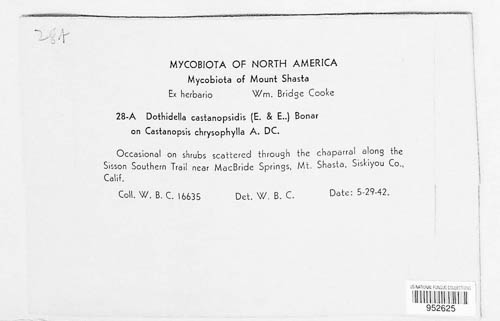 28A
MYCOBIOTA OF NORTH AMERICA
Mycobiota of Mount Shasta
Ex herbario Wm. Bridge Cooke
28-A Dothidella castanopsidis (E. & E..) Bonar
on Castanopsis chrysophylla A. DC.
Occasional on shrubs scattered through the chaparral along the
Sisson Southern Trail near MacBride Springs, Mt. Shasta, Siskiyou Co.,
Calif.
Coll. W. B. C. 16635 Det. W. B. C. Date: 5-29-42.
US NATIONAL FUNGUS COLLECTIONS
952625